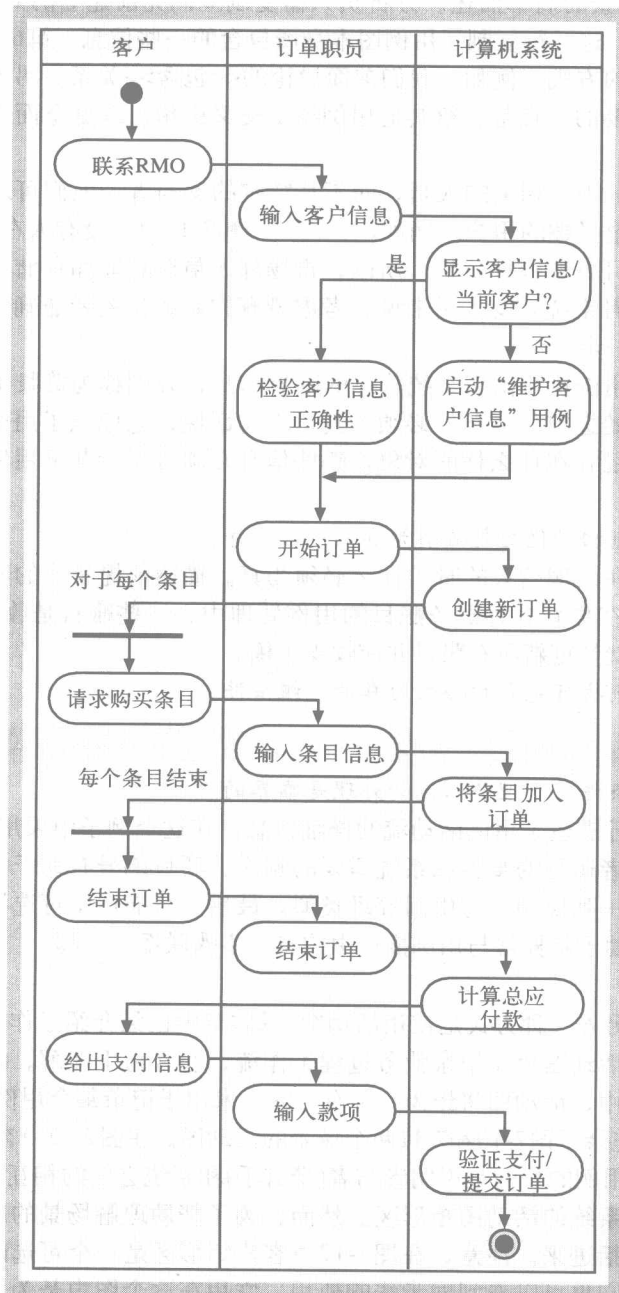 客户
订单职员
计算机系统
联系RMO
输入客户信息
显示客户信息/
当前客户?
是
否
检验客户信息
正确性
启动“维护客
户信息”用例
开始订单
创建新订单
对于每个条目
请求购买条目
输入条目信息
将条目加入
订单
每个条目结束
结束订单
结束订单
计算总应
付款
给出支付信息
输入款项
验证支付/
提交订单